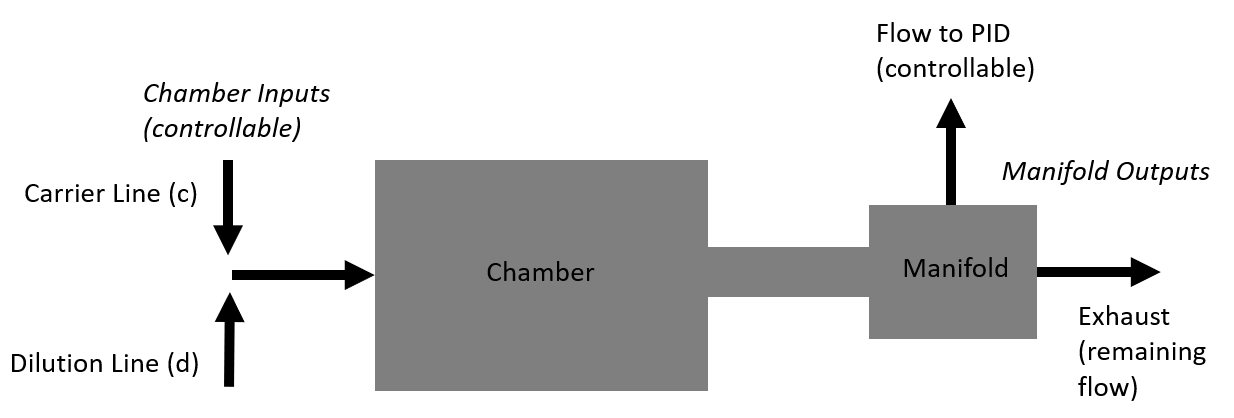 Chamber Inputs
(controllable)
Carrier Line (c)
Dilution Line (d)
Chamber
Manifold
Flow to PID
(controllable)
Manifold Outputs
Exhaust
(remaining
flow)